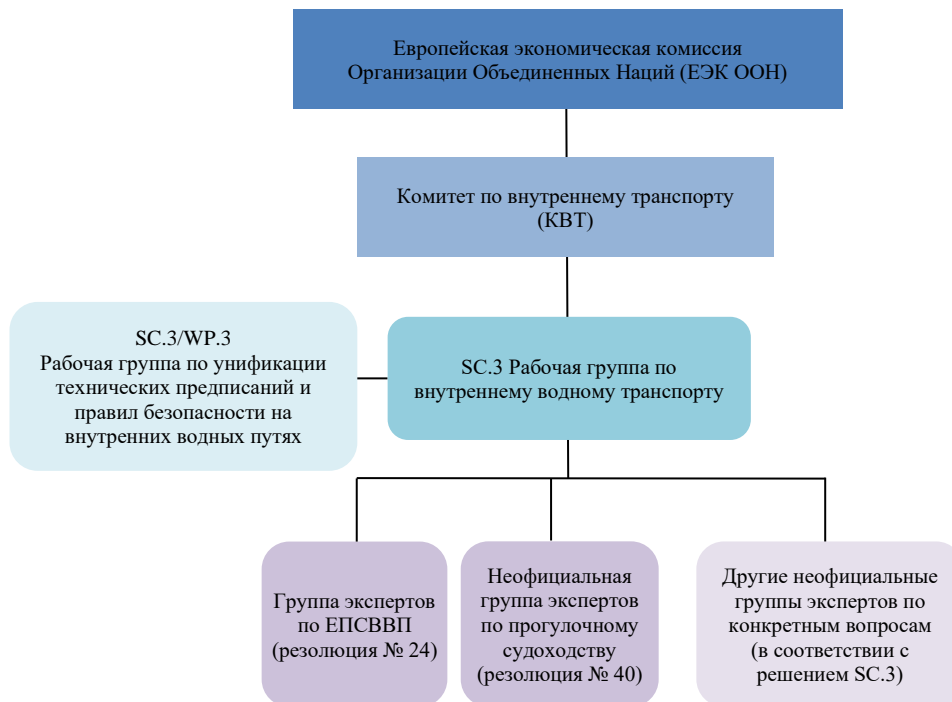 Европейская экономическая комиссия
Организации Объединенных Наций (ЕЭК ООН)
Комитет по внутреннему транспорту
(КВТ)
SC.3/WP.3
Рабочая группа по унификации
технических предписаний и
правил безопасности на
внутренних водных путях
SC.3 Рабочая группа по
внутреннему водному транспорту
Группа экспертов
по ЕПСВВП
(резолюция № 24)
Неофициальная
группа экспертов
по прогулочному
судоходству
(резолюция № 40)
Другие неофициальные
группы экспертов по
конкретным вопросам
(в соответствии с
решением SC.3)